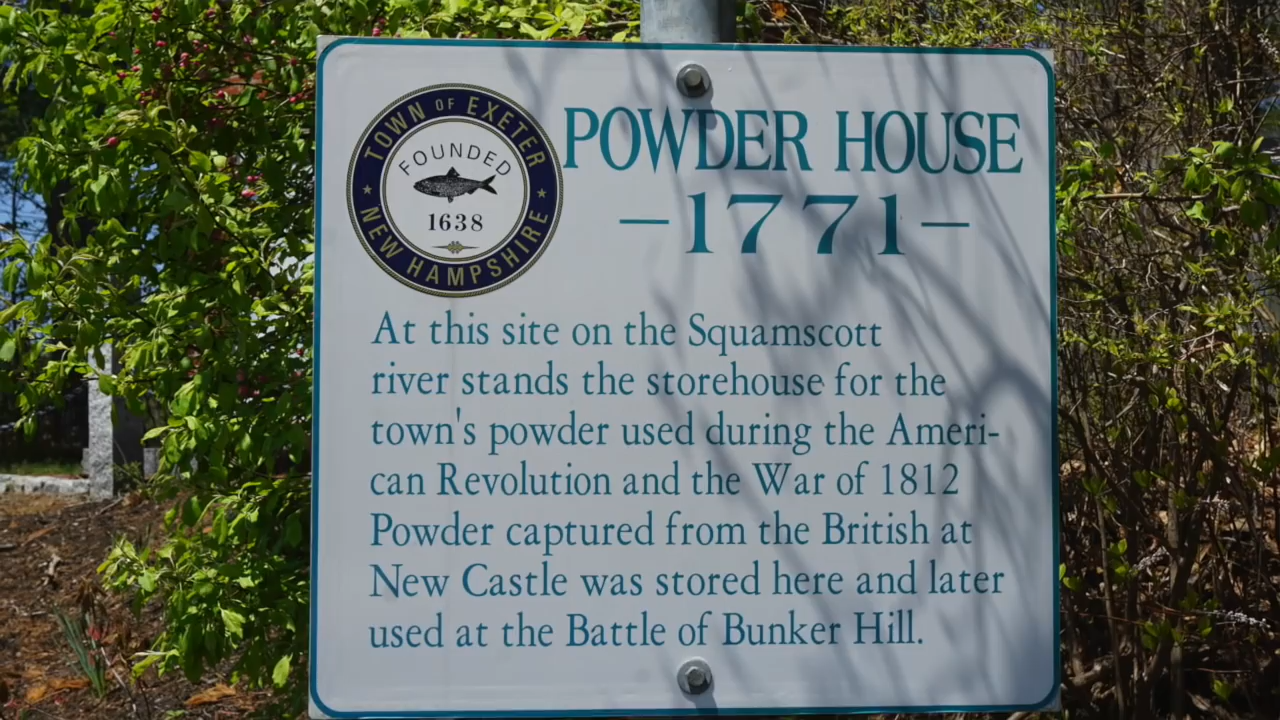 TOWN OF EXETER
NEW HAMPSHIRE
FOUNDED
1638
POWDER HOUSE
–1771–
At this site on the Squamscott
river stands the storehouse for the
town's powder used during the Ameri-
can Revolution and the War of 1812
Powder captured from the British at
New Castle was stored here and later
used at the Battle of Bunker Hill.